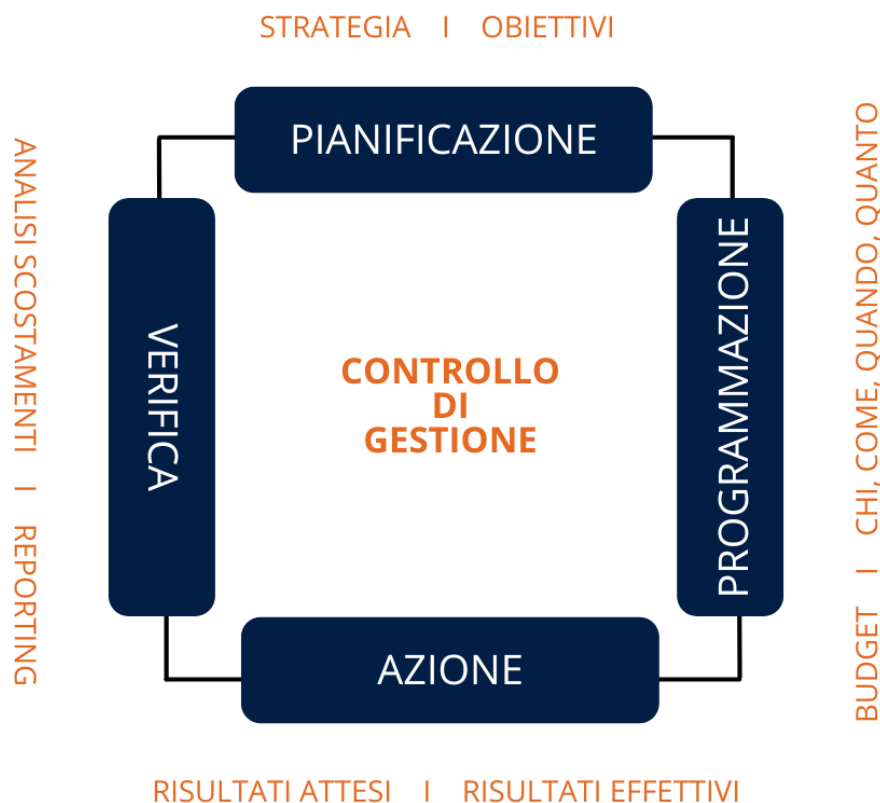 STRATEGIA I OBIETTIVI
PIANIFICAZIONE
ANALISI SCOSTAMENTI I REPORTING
VERIFICA
CONTROLLO
DI
GESTIONE
PROGRAMMAZIONE
BUDGET I CHI, COME, QUANDO, QUANTO
AZIONE
RISULTATI ATTESI I RISULTATI EFFETTIVI